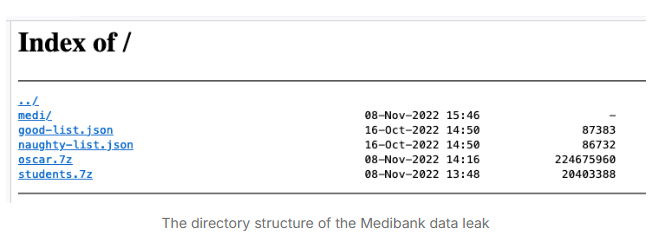 Index of /
../
medi/ 08-Nov-2022 15:46 -
good-list.json 16-Oct-2022 14:50 87383
naughty-list.json 16-Oct-2022 14:50 86732
oscar.7z 08-Nov-2022 14:16 224675960
students.7z 08-Nov-2022 13:48 20403388
The directory structure of the Medibank data leak